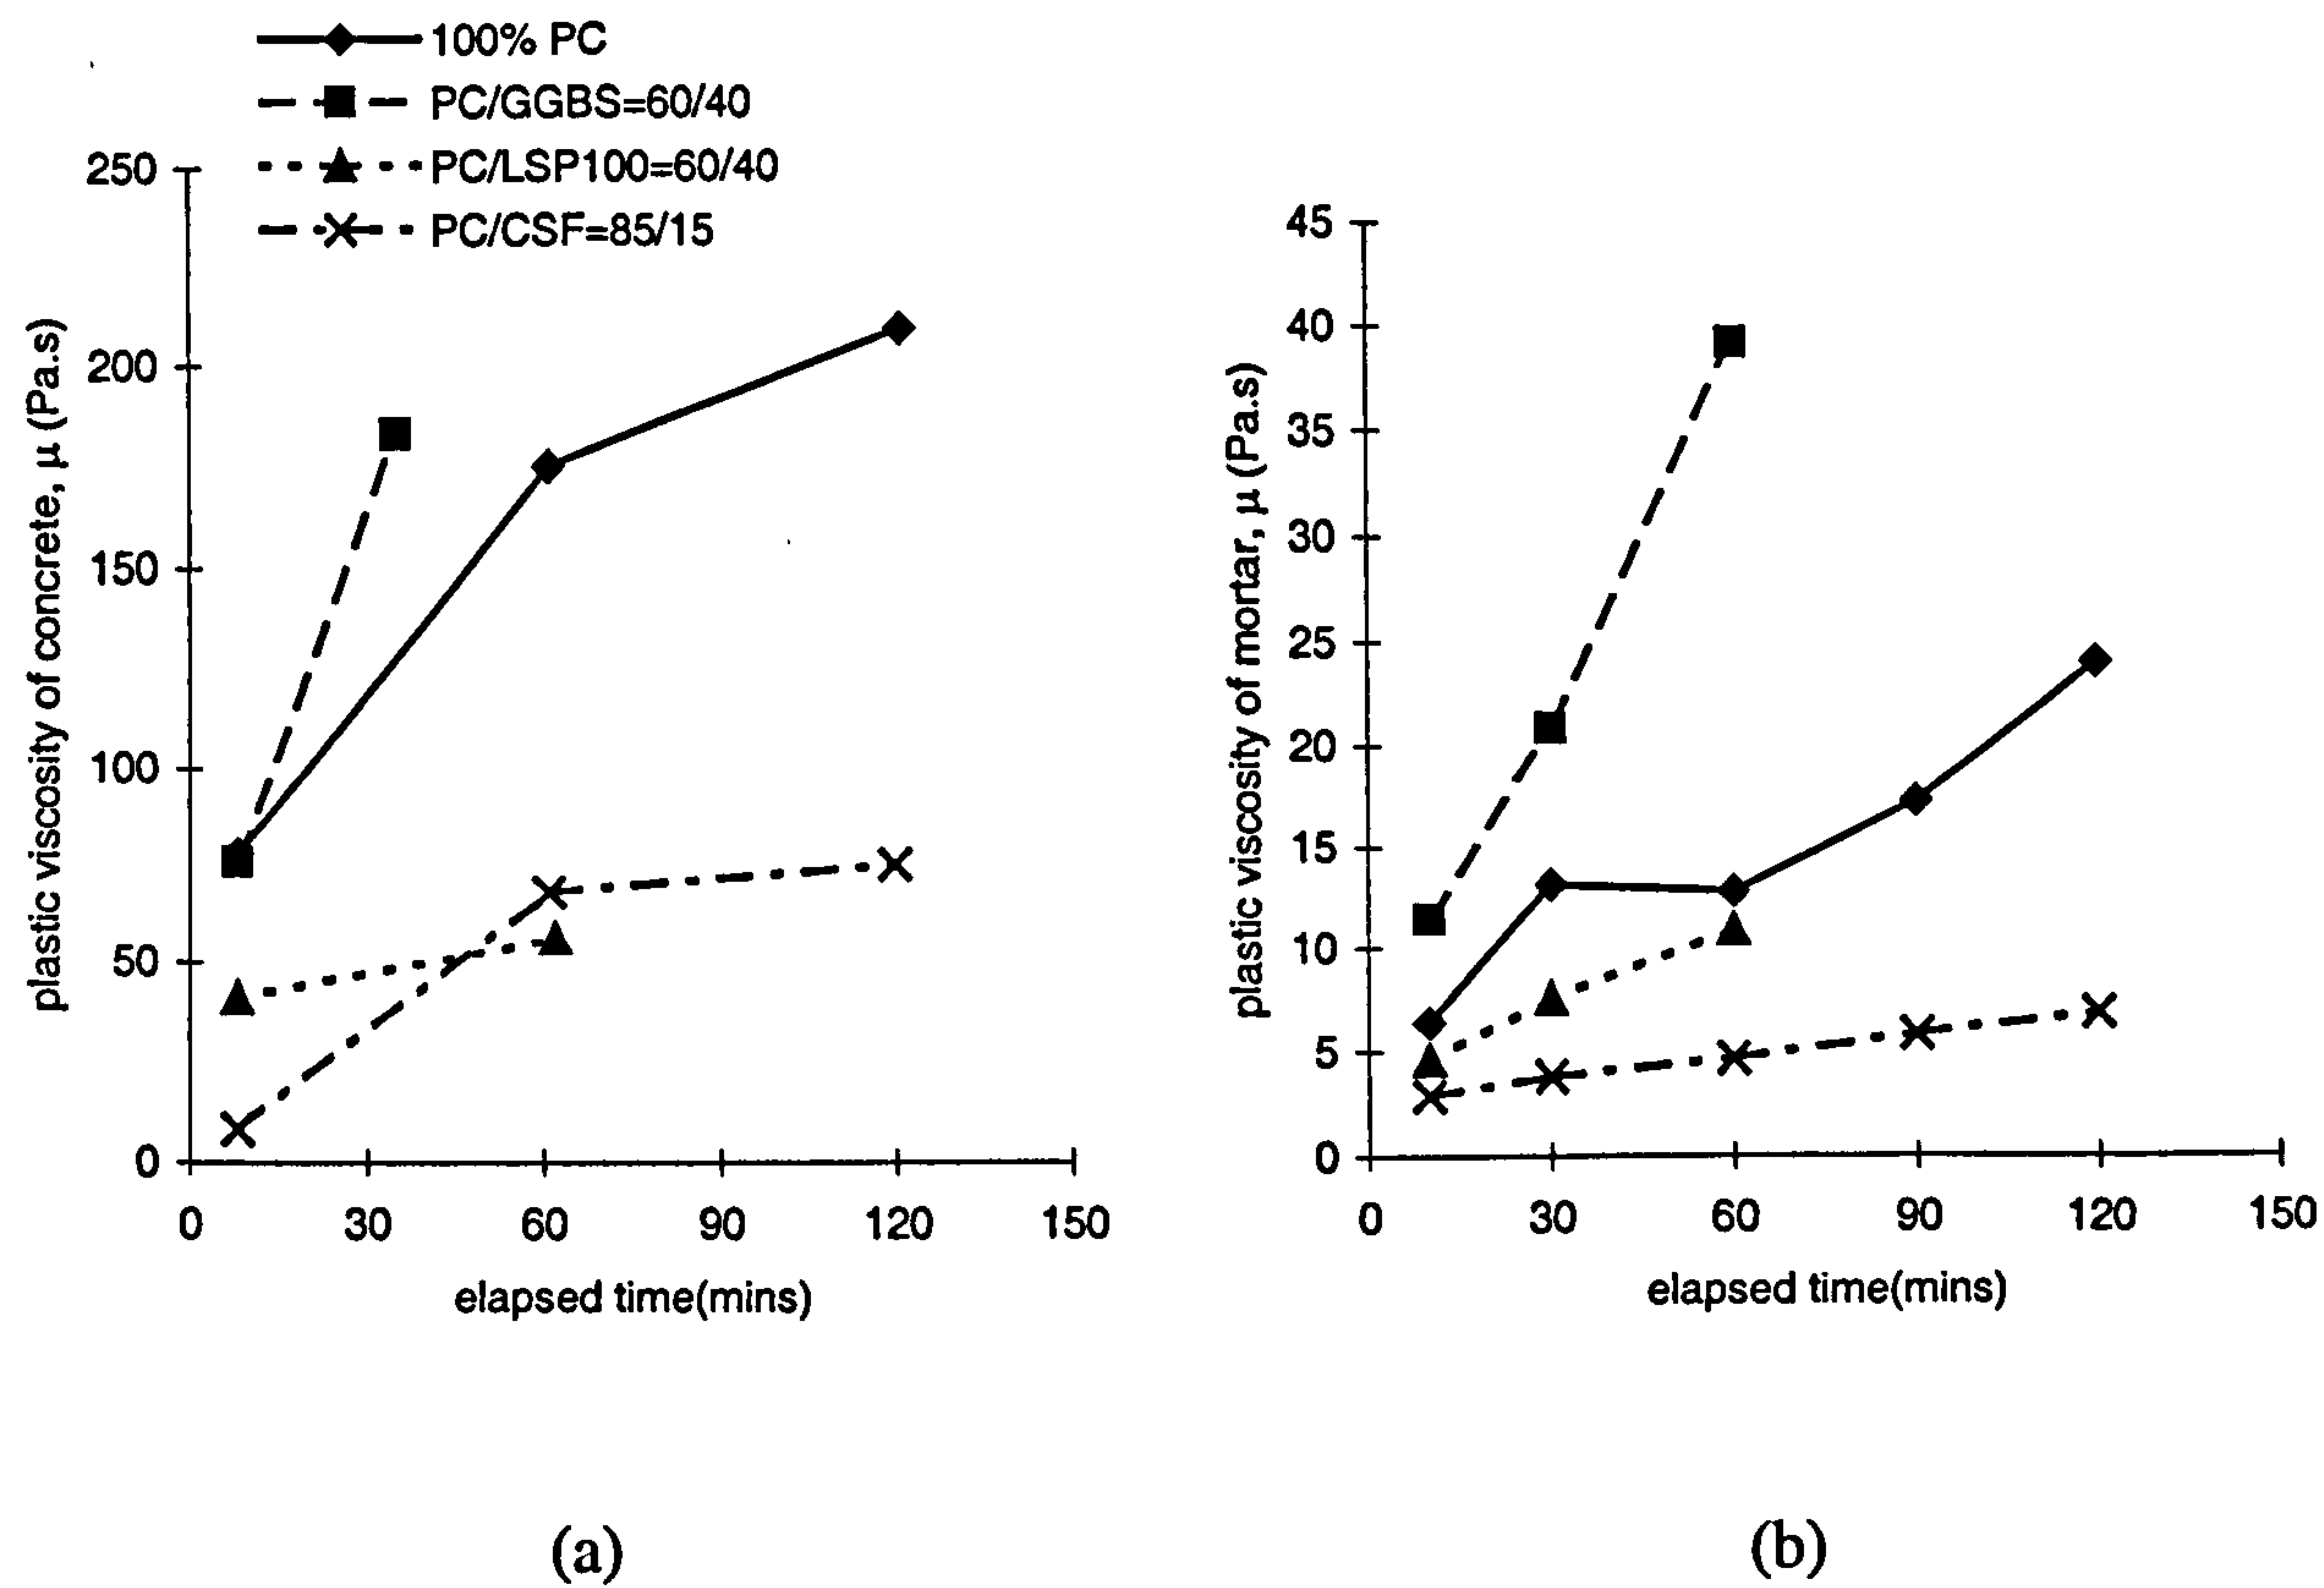 100% PC
PC/GGBS=60/40
PC/LSP100=60/40
PC/CSF=85/15
250
200
150
100
50
0
plastic viscosity of concrete, μ (Pa.s)
0 30 60 90 120 150
elapsed time(mins)
(a)
45
40
35
30
25
20
15
10
5
0
plastic viscosity of mortar, μ (Pa.s)
0 30 60 90 120 150
elapsed time(mins)
(b)